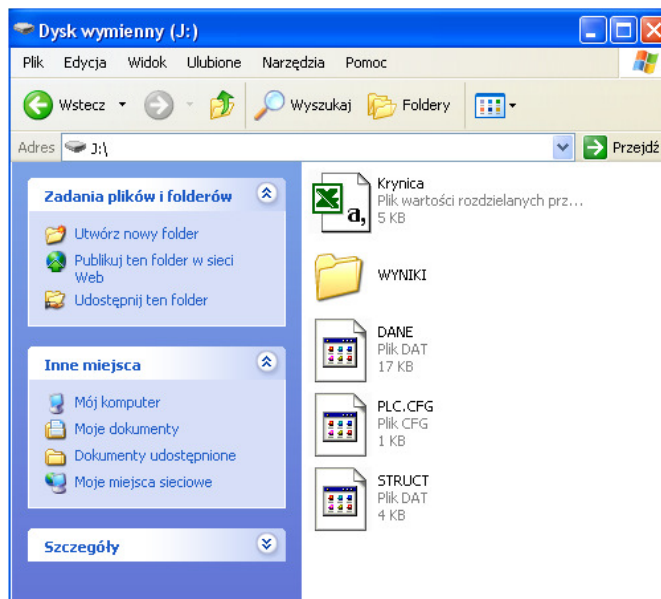 Dysk wymienny (J:)
Plik Edycja Widok Ulubione Narzędzia Pomoc
Wstecz Wyszukaj Foldery
Adres J:\ Przejdź
Zadania plików i folderów
Utwórz nowy folder
Publikuj ten folder w sieci
Web
Udostępnij ten folder
Inne miejsca
Mój komputer
Moje dokumenty
Dokumenty udostępnione
Moje miejsca sieciowe
Szczegóły
Krynica
Plik wartości rozdzielanych prz...
5 KB
WYNIKI
DANE
Plik DAT
17 KB
PLC.CFG
Plik CFG
1 KB
STRUCT
Plik DAT
4 KB